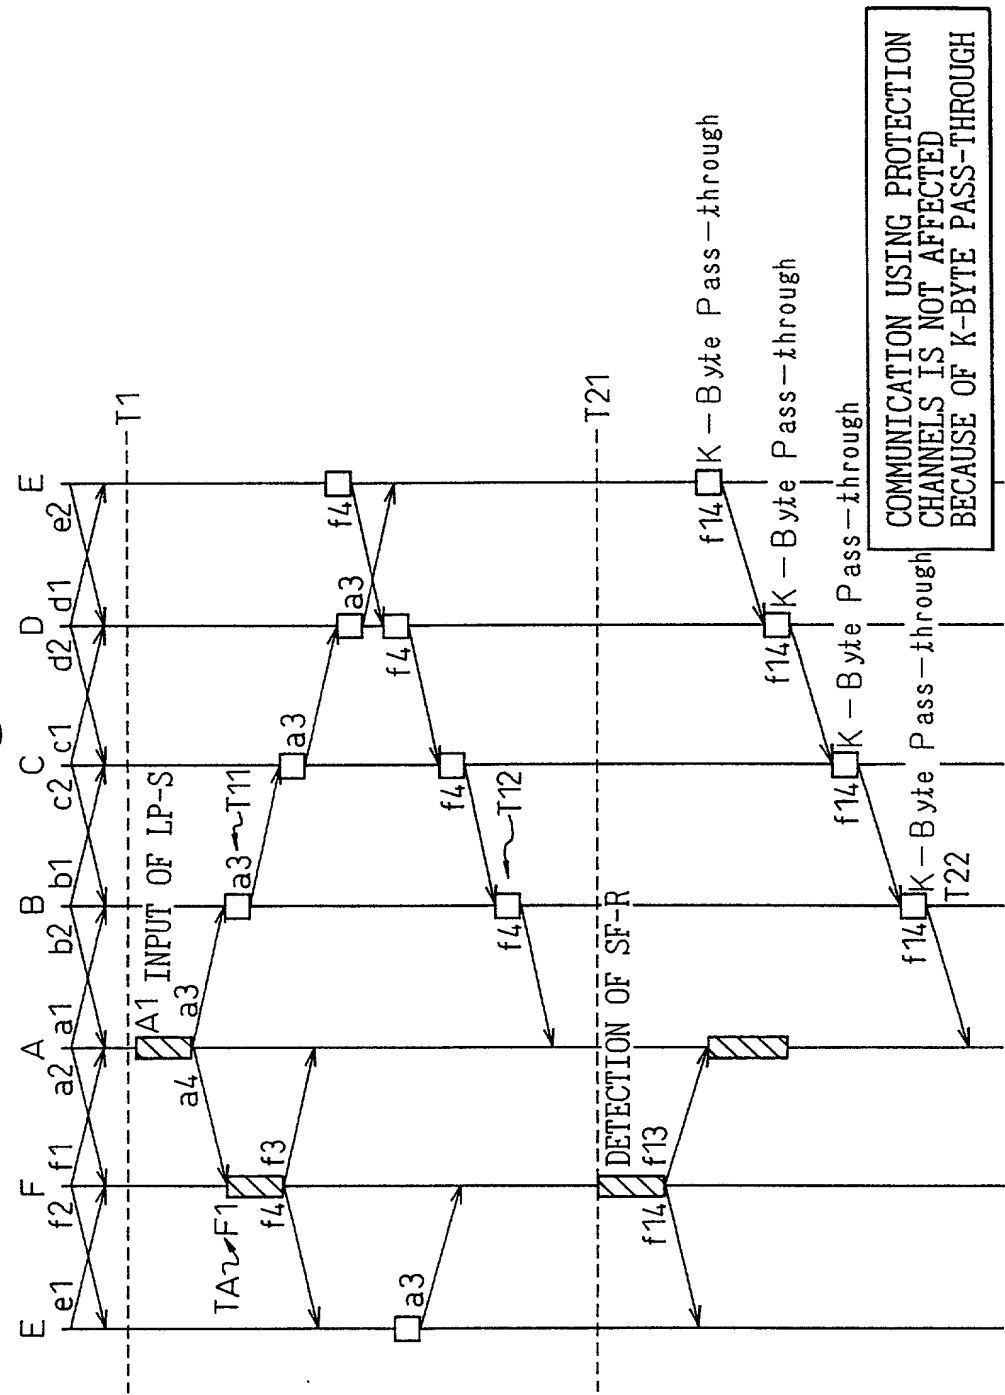 E e1 f2 F f1 a2 A a1 b2 B b1 c2 C c1 d2 D d1 e2 E
T1
A1 INPUT OF LP-S
a4 a3
a3 T11
TA F1
f4 f3
a3
a3
f4
f4
a3
f4
f4 T12
T21
DETECTION OF SF-R
f14 f13
f14 K-Byte Pass-through
f14 K-Byte Pass-through
f14 K-Byte Pass-through
f14 K-Byte Pass-through
T22
COMMUNICATION USING PROTECTION
CHANNELS IS NOT AFFECTED
BECAUSE OF K-BYTE PASS-THROUGH